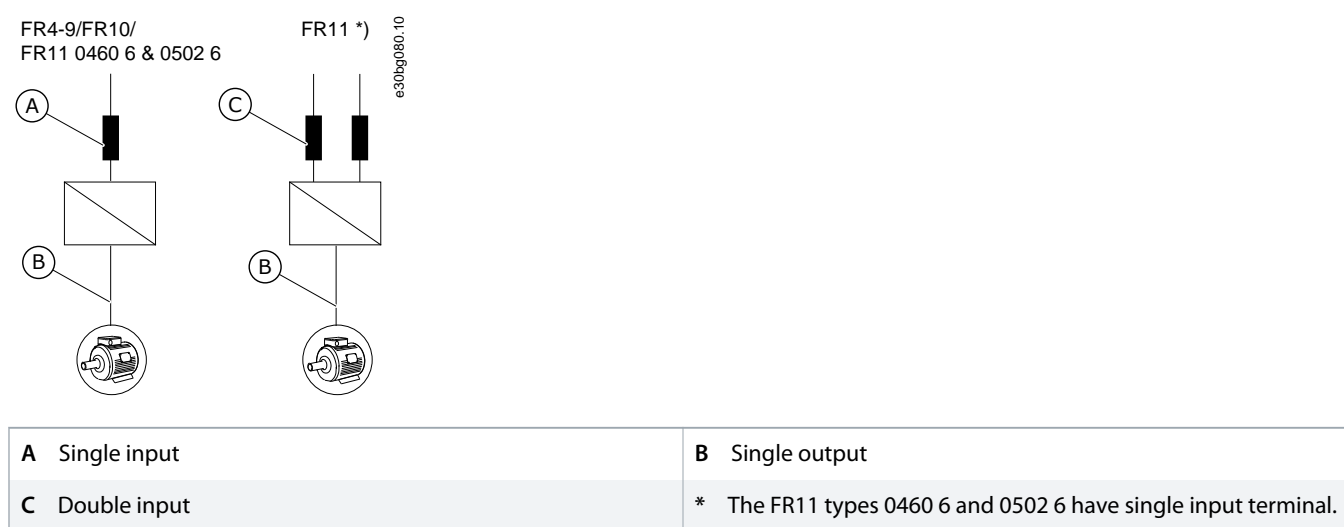 FR4-9/FR10/
FR11 0460 6 & 0502 6
FR11 *)
e30bg080.10
A
C
B
B
A Single input
B Single output
C Double input
* The FR11 types 0460 6 and 0502 6 have single input terminal.